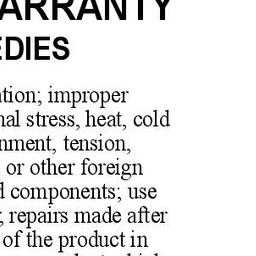 ARRANTY
EDIES
tion; improper
nal stress, heat, cold
nment, tension,
or other foreign
d components; use
; repairs made after
of the product in